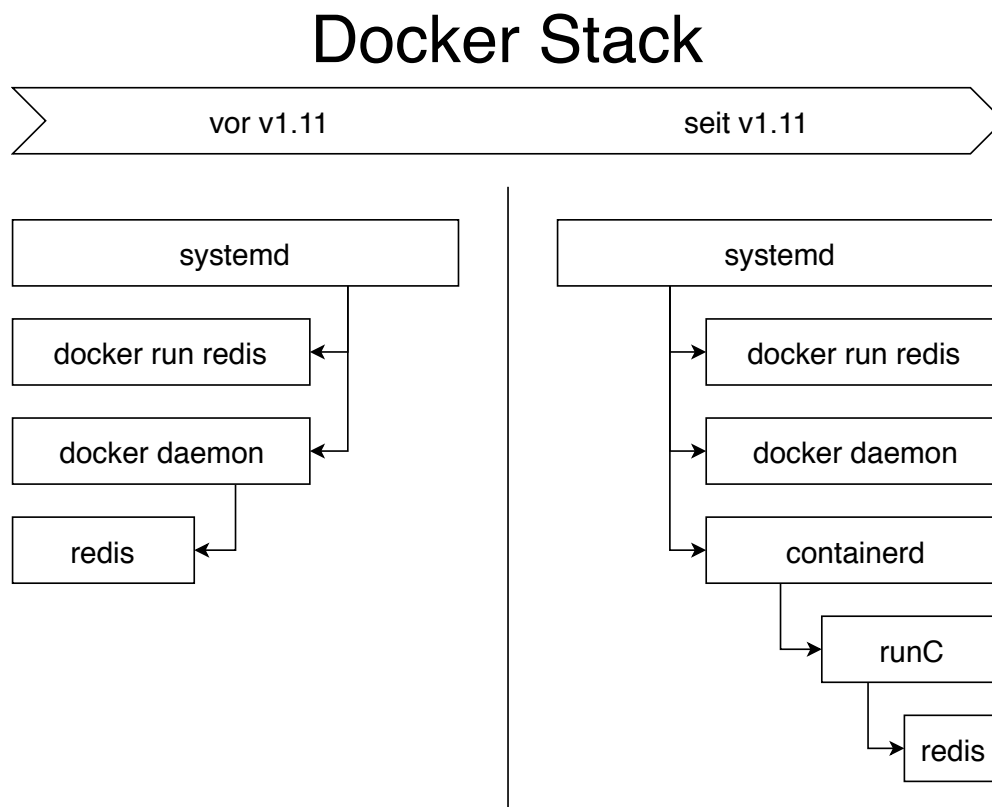 Docker Stack
vor v1.11
seit v1.11
systemd
docker run redis
docker daemon
redis
systemd
docker run redis
docker daemon
containerd
runC
redis